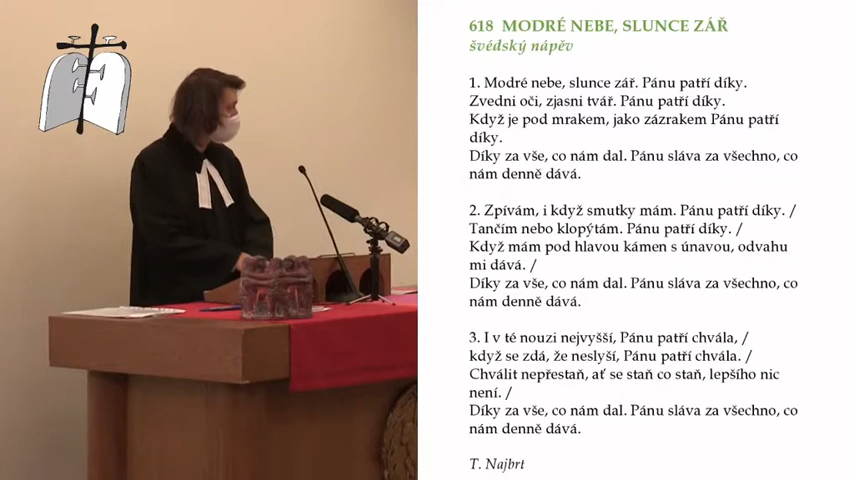 618 MODRÉ NEBE, SLUNCE ZÁŘ
švédský nápěv
1. Modré nebe, slunce zář. Pánu patří díky.
Zvedni oči, zjasni tvář. Pánu patří díky.
Když je pod mrakem, jako zázrakem Pánu patří
díky.
Díky za vše, co nám dal. Pánu sláva za všechno, co
nám denně dává.
2. Zpívám, i když smutky mám. Pánu patří díky. /
Tančím nebo klopýtám. Pánu patří díky. /
Když mám pod hlavou kámen s únavou, odvahu
mi dává. /
Díky za vše, co nám dal. Pánu sláva za všechno, co
nám denně dává.
3. I v té nouzi nejvyšší, Pánu patří chvála, /
když se zdá, že neslyší, Pánu patří chvála. /
Chválit nepřestaň, ať se staň co staň, lepšího nic
není. /
Díky za vše, co nám dal. Pánu sláva za všechno, co
nám denně dává.
T. Najbrt